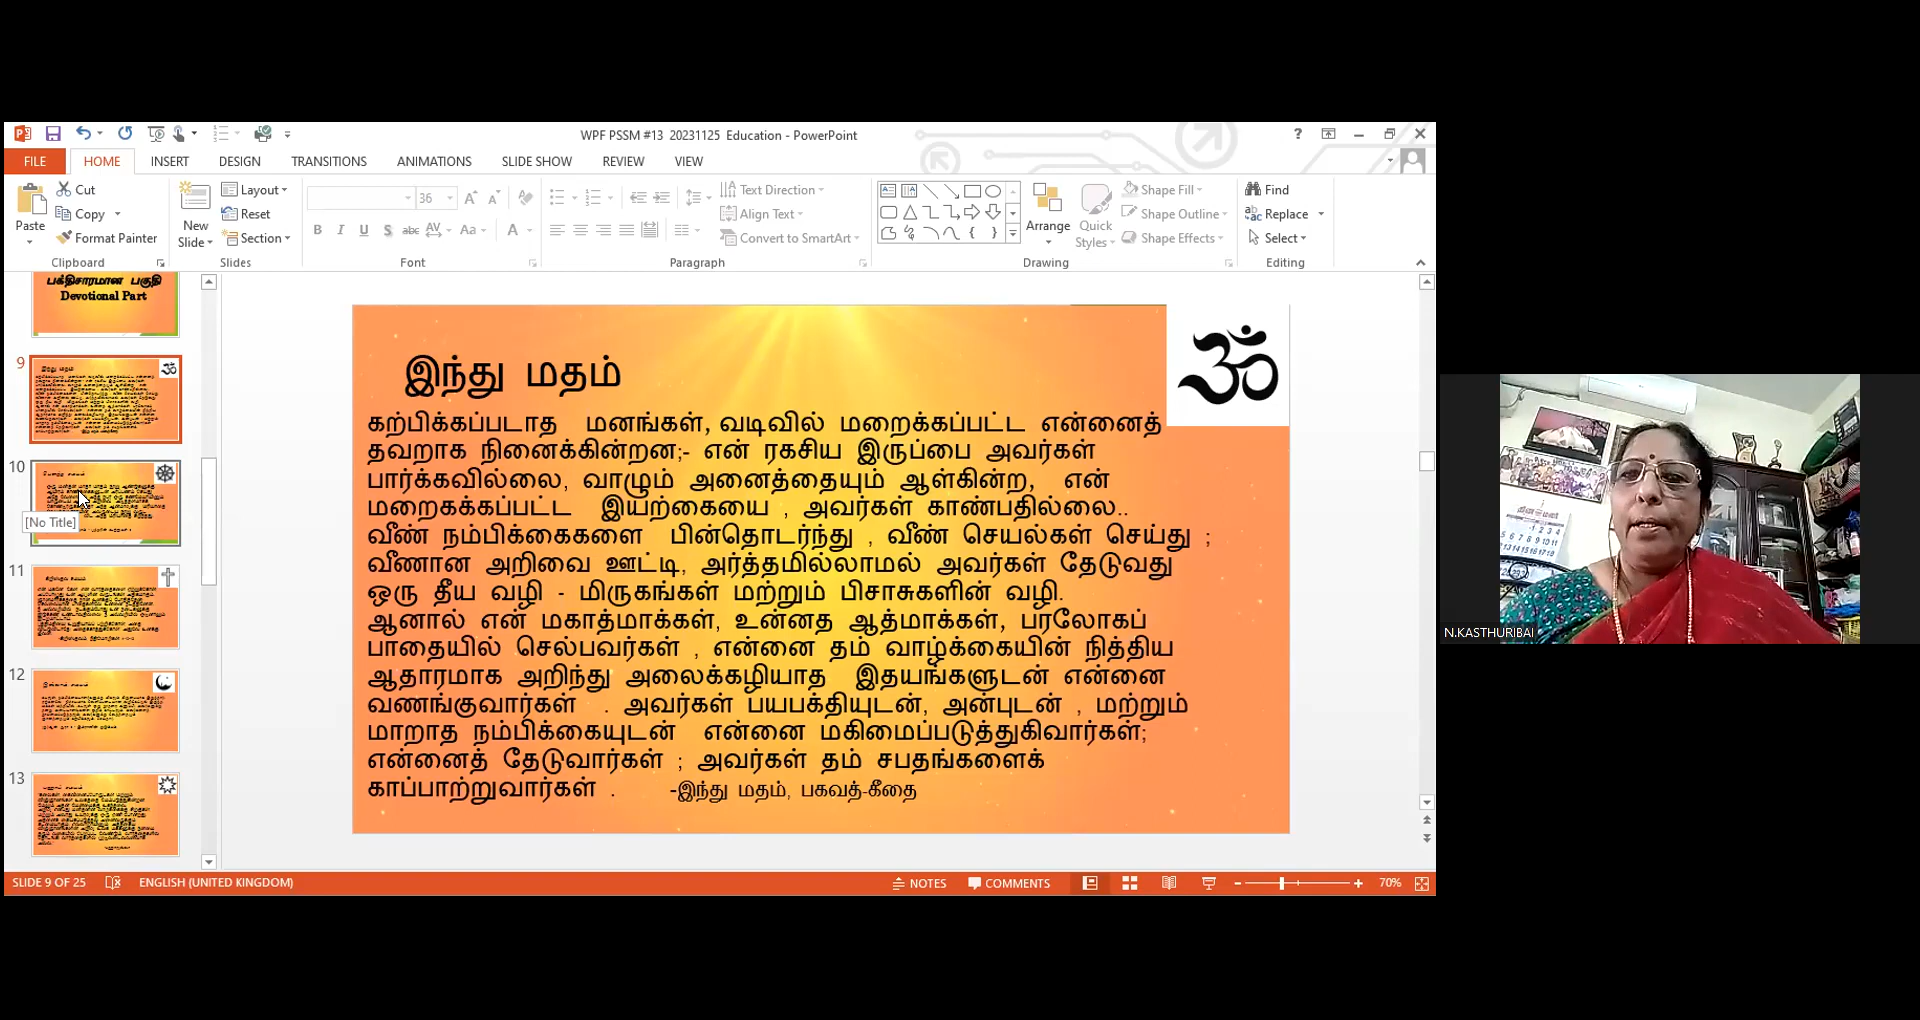 WPF PSSM #13 20231125 Education - PowerPoint
FILE HOME INSERT DESIGN TRANSITIONS ANIMATIONS SLIDE SHOW REVIEW VIEW
Paste
Cut
Copy
Format Painter
Clipboard
New Slide
Layout
Reset
Section
Slides
36
B I U S abc AV Aa A
Font
Text Direction
Align Text
Convert to SmartArt
Paragraph
Arrange
Quick Styles
Shape Fill
Shape Outline
Shape Effects
Drawing
Find
Replace
Select
Editing
பக்திசாரமான பகுதி
Devotional Part
9
10
[No Title]
11
12
13
இந்து மதம்
ॐ
கற்பிக்கப்படாத மனங்கள், வடிவில் மறைக்கப்பட்ட என்னைத்
தவறாக நினைக்கின்றன;- என் ரகசிய இருப்பை அவர்கள்
பார்க்கவில்லை, வாழும் அனைத்தையும் ஆள்கின்ற, என்
மறைகக்கப்பட்ட இயற்கையை , அவர்கள் காண்பதில்லை..
வீண் நம்பிக்கைகளை பின்தொடர்ந்து , வீண் செயல்கள் செய்து ;
வீணான அறிவை ஊட்டி, அர்த்தமில்லாமல் அவர்கள் தேடுவது
ஒரு தீய வழி - மிருகங்கள் மற்றும் பிசாசுகளின் வழி.
ஆனால் என் மகாத்மாக்கள், உன்னத ஆத்மாக்கள், பரலோகப்
பாதையில் செல்பவர்கள் , என்னை தம் வாழ்க்கையின் நித்திய
ஆதாரமாக அறிந்து அலைக்கழியாத இதயங்களுடன் என்னை
வணங்குவார்கள் . அவர்கள் பயபக்தியுடன், அன்புடன் , மற்றும்
மாறாத நம்பிக்கையுடன் என்னை மகிமைப்படுத்துகிவார்கள்;
என்னைத் தேடுவார்கள் ; அவர்கள் தம் சபதங்களைக்
காப்பாற்றுவார்கள் . -இந்து மதம், பகவத்-கீதை
SLIDE 9 OF 25 ENGLISH (UNITED KINGDOM) NOTES COMMENTS 70%
N.KASTHURIBAI